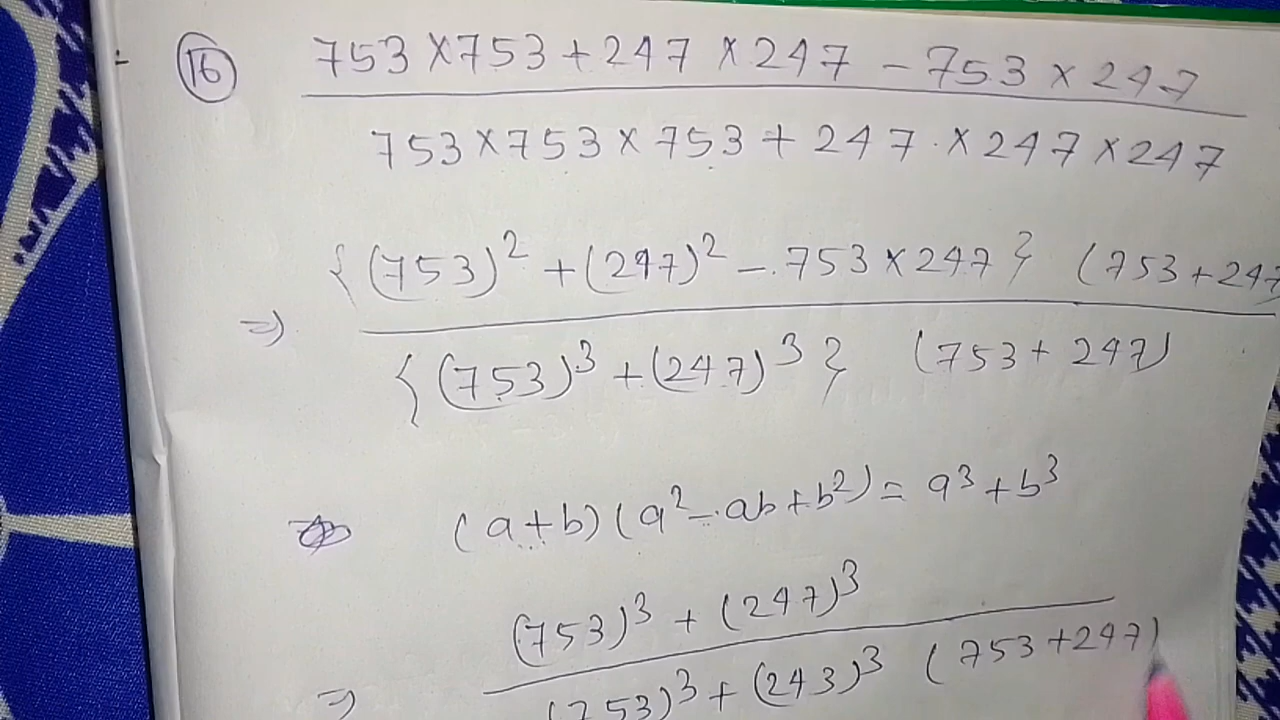 16 753 × 753 + 247 × 247 - 753 × 247
753 × 753 × 753 + 247 × 247 × 247
{(753)² + (247)² - 753 × 247} (753 + 247
⇒
{(753)³ + (247)³} (753 + 247)
(a+b)(a² - ab + b²) = a³ + b³
(753)³ + (247)³
⇒
(753)³ + (243)³ (753 + 247)